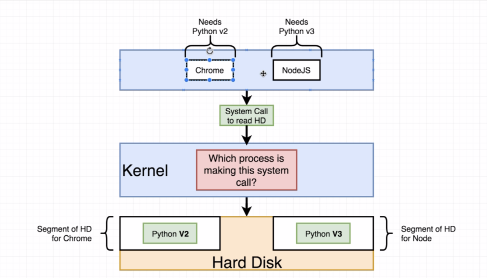 Needs
Python v2
Needs
Python v3
Chrome
NodeJS
System Call
to read HD
Kernel
Which process is
making this system
call?
Segment of HD
for Chrome
Python V2
Python V3
Segment of HD
for Node
Hard Disk